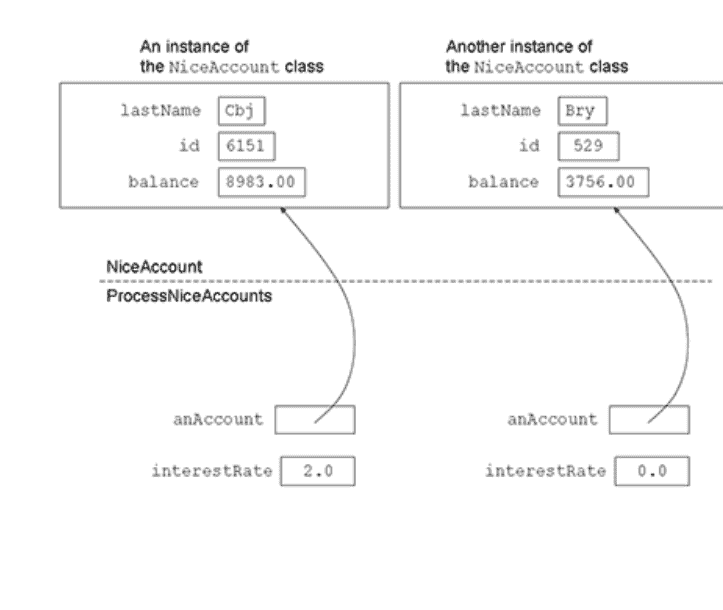 An instance of
the NiceAccount class
lastName Cbj
id 6151
balance 8983.00
Another instance of
the NiceAccount class
lastName Bry
id 529
balance 3756.00
NiceAccount
ProcessNiceAccounts
anAccount
interestRate 2.0
anAccount
interestRate 0.0